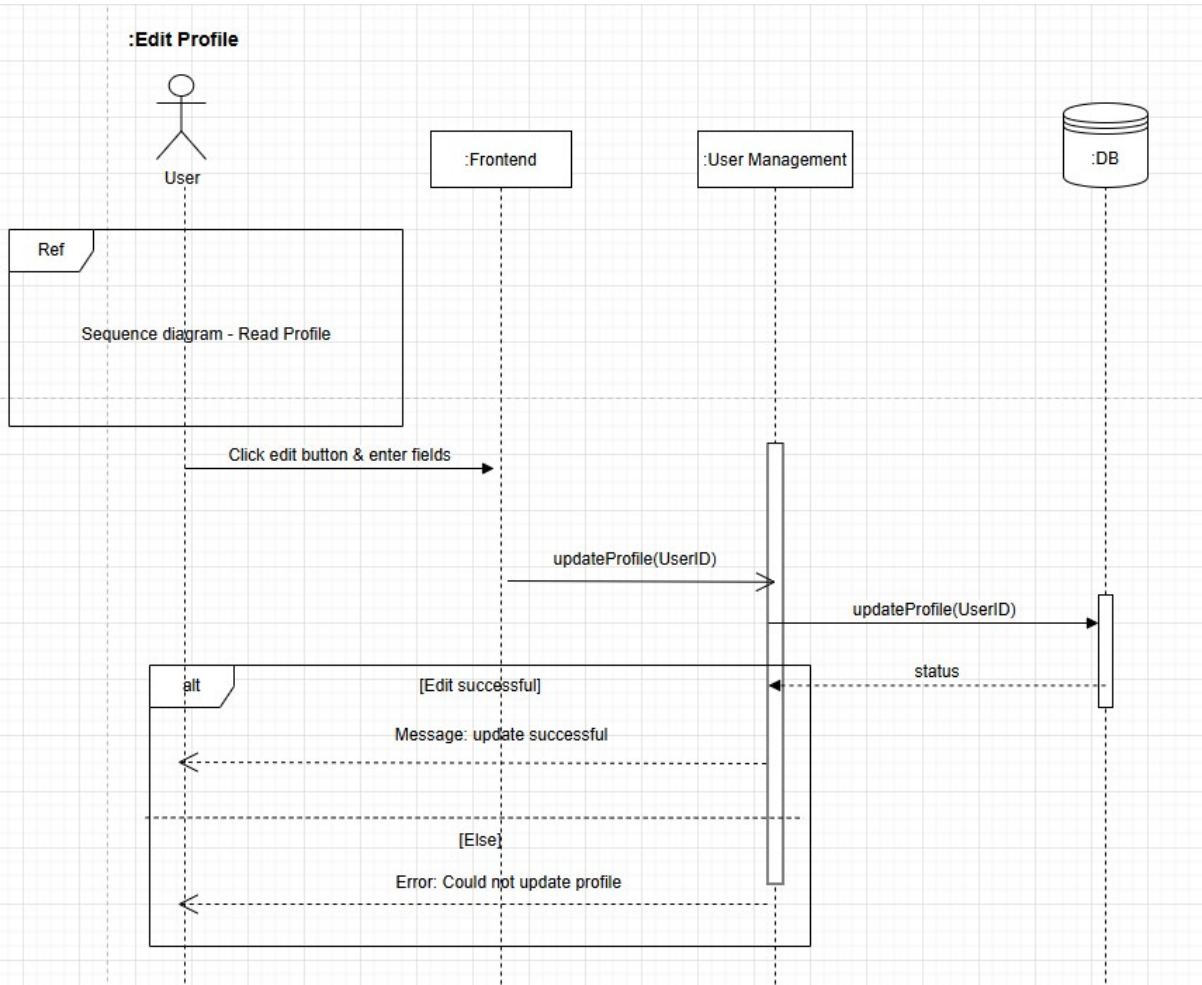 :Edit Profile
User
:Frontend
:User Management
:DB
Ref
Sequence diagram - Read Profile
Click edit button & enter fields
updateProfile(UserID)
updateProfile(UserID)
status
alt
[Edit successful]
Message: update successful
[Else]
Error: Could not update profile